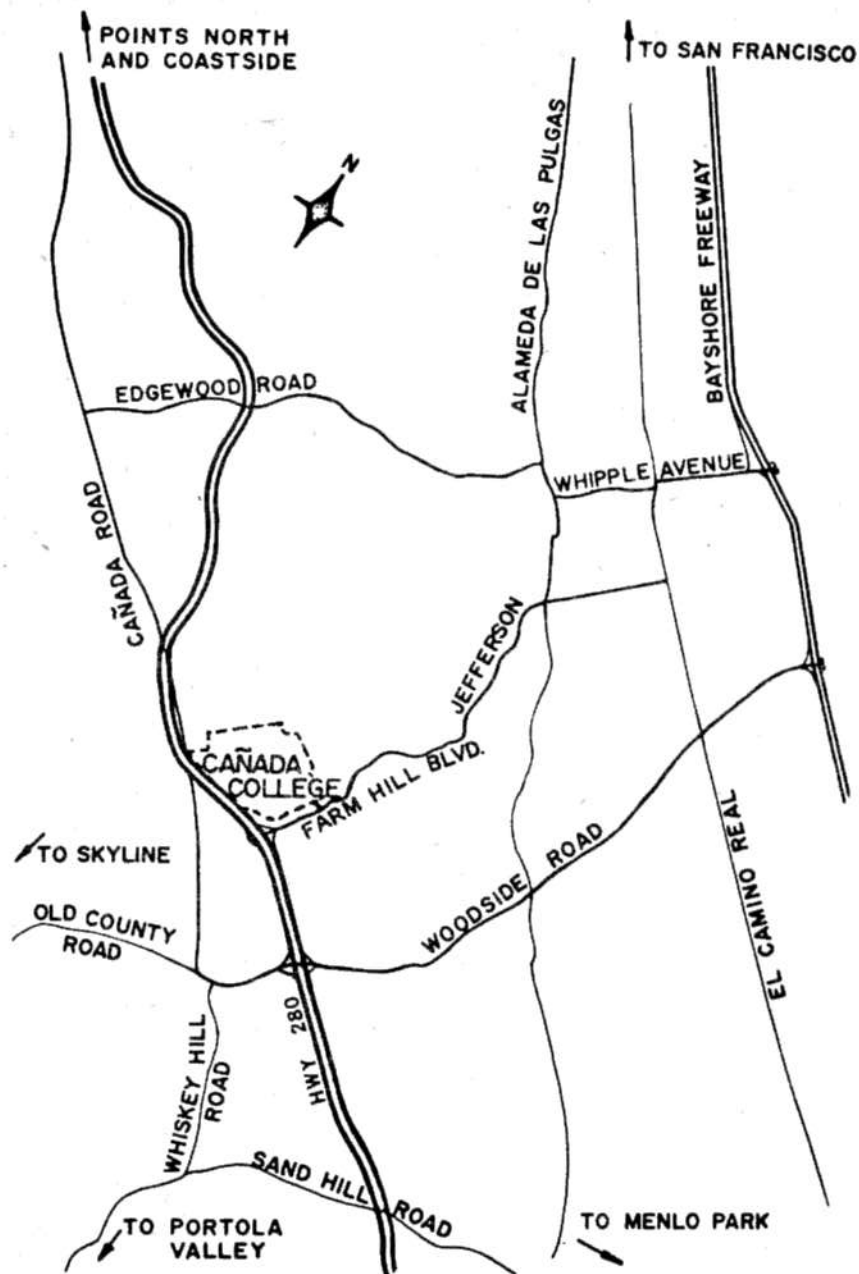 POINTS NORTH
AND COASTSIDE
TO SAN FRANCISCO
N
ALAMEDA DE LAS PULGAS
BAYSHORE FREEWAY
EDGEWOOD ROAD
WHIPPLE AVENUE
CAÑADA ROAD
JEFFERSON
CAÑADA
COLLEGE
FARM HILL BLVD.
TO SKYLINE
WOODSIDE ROAD
EL CAMINO REAL
OLD COUNTY
ROAD
HWY 280
WHISKEY HILL
ROAD
SAND HILL ROAD
TO PORTOLA
VALLEY
TO MENLO PARK